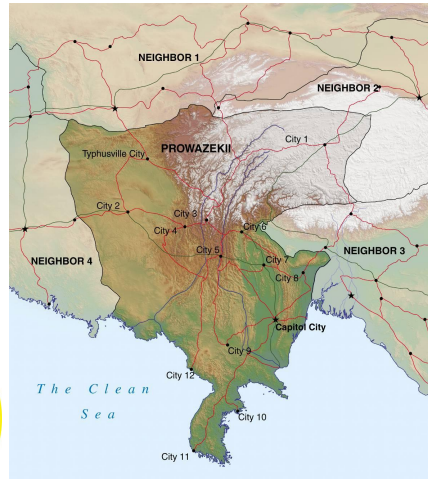 NEIGHBOR 1
NEIGHBOR 2
PROWAZEKII
City 1
Typhusville City
City 2
City 3
City 4
City 6
City 5
City 7
NEIGHBOR 3
NEIGHBOR 4
City 8
Capitol City
City 9
City 12
The Clean
Sea
City 10
City 11